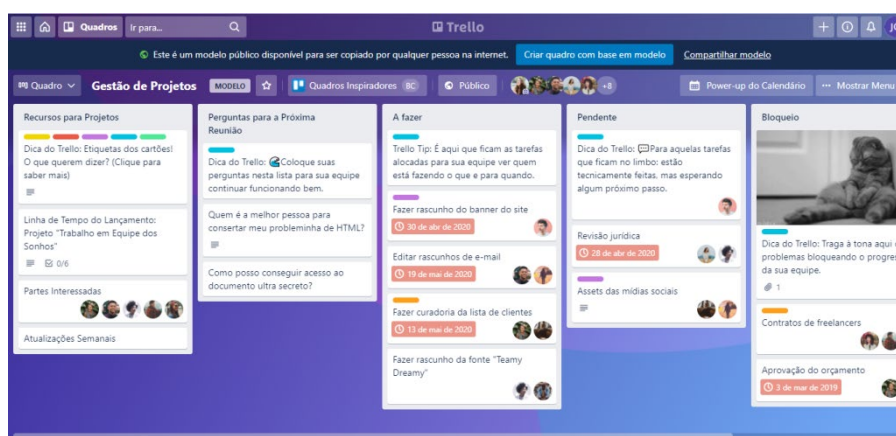 Quadros
Ir para...
Trello
Este é um modelo público disponível para ser copiado por qualquer pessoa na internet.
Criar quadro com base em modelo
Compartilhar modelo
Quadro
Gestão de Projetos
MODELO
Quadros Inspiradores
BC
Público
+8
Power-up do Calendário
Mostrar Menu
Recursos para Projetos
Dica do Trello: Etiquetas dos cartões!
O que querem dizer? (Clique para
saber mais)
Linha de Tempo do Lançamento:
Projeto "Trabalho em Equipe dos
Sonhos"
0/6
Partes Interessadas
Atualizações Semanais
Perguntas para a Próxima
Reunião
Dica do Trello: Coloque suas
perguntas nesta lista para sua equipe
continuar funcionando bem.
Quem é a melhor pessoa para
consertar meu probleminha de HTML?
Como posso conseguir acesso ao
documento ultra secreto?
A fazer
Trello Tip: É aqui que ficam as tarefas
alocadas para sua equipe ver quem
está fazendo o que e para quando.
Fazer rascunho do banner do site
30 de abr de 2020
Editar rascunhos de e-mail
19 de mai de 2020
Fazer curadoria da lista de clientes
13 de mai de 2020
Fazer rascunho da fonte "Teamy
Dreamy"
Pendente
Dica do Trello: Para aquelas tarefas
que ficam no limbo: estão
tecnicamente feitas, mas esperando
algum próximo passo.
Revisão jurídica
28 de abr de 2020
Assets das mídias sociais
Bloqueio
Dica do Trello: Traga à tona aqui
problemas bloqueando o progres
da sua equipe.
1
Contratos de freelancers
Aprovação do orçamento
3 de mar de 2019